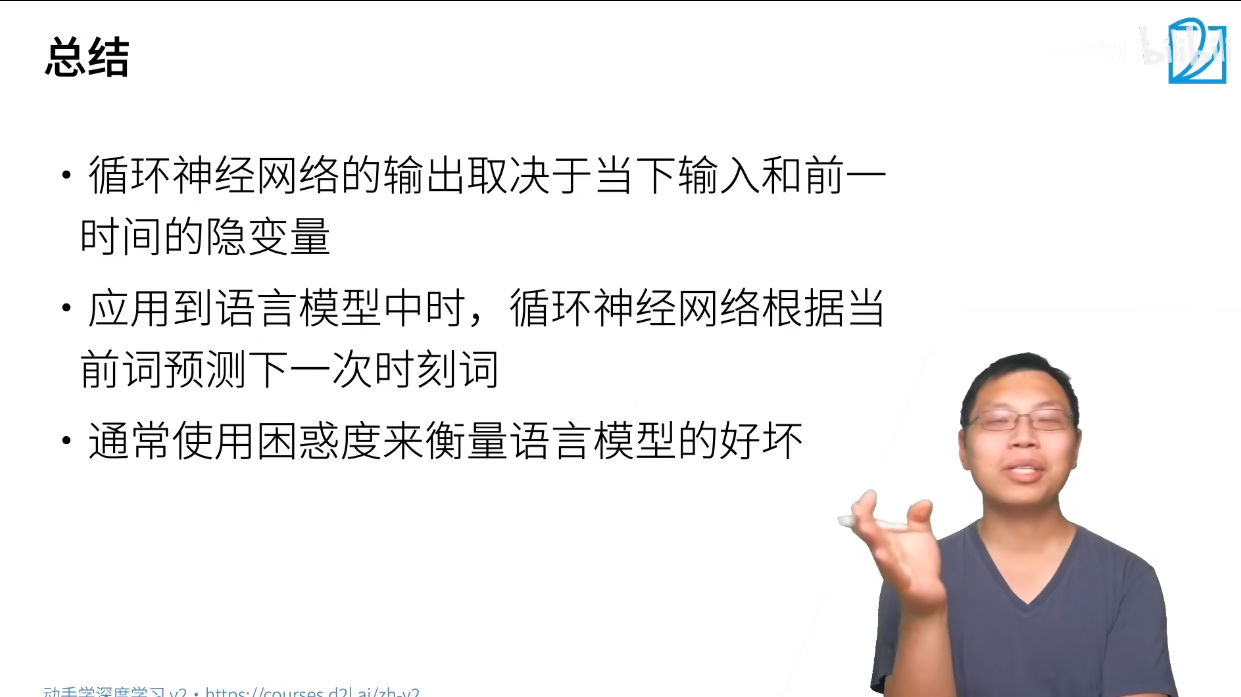 总结
• 循环神经网络的输出取决于当下输入和前一
时间的隐变量
• 应用到语言模型中时，循环神经网络根据当
前词预测下一次时刻词
• 通常使用困惑度来衡量语言模型的好坏
动手学深度学习 v2 • https://courses.d2l.ai/zh-v2